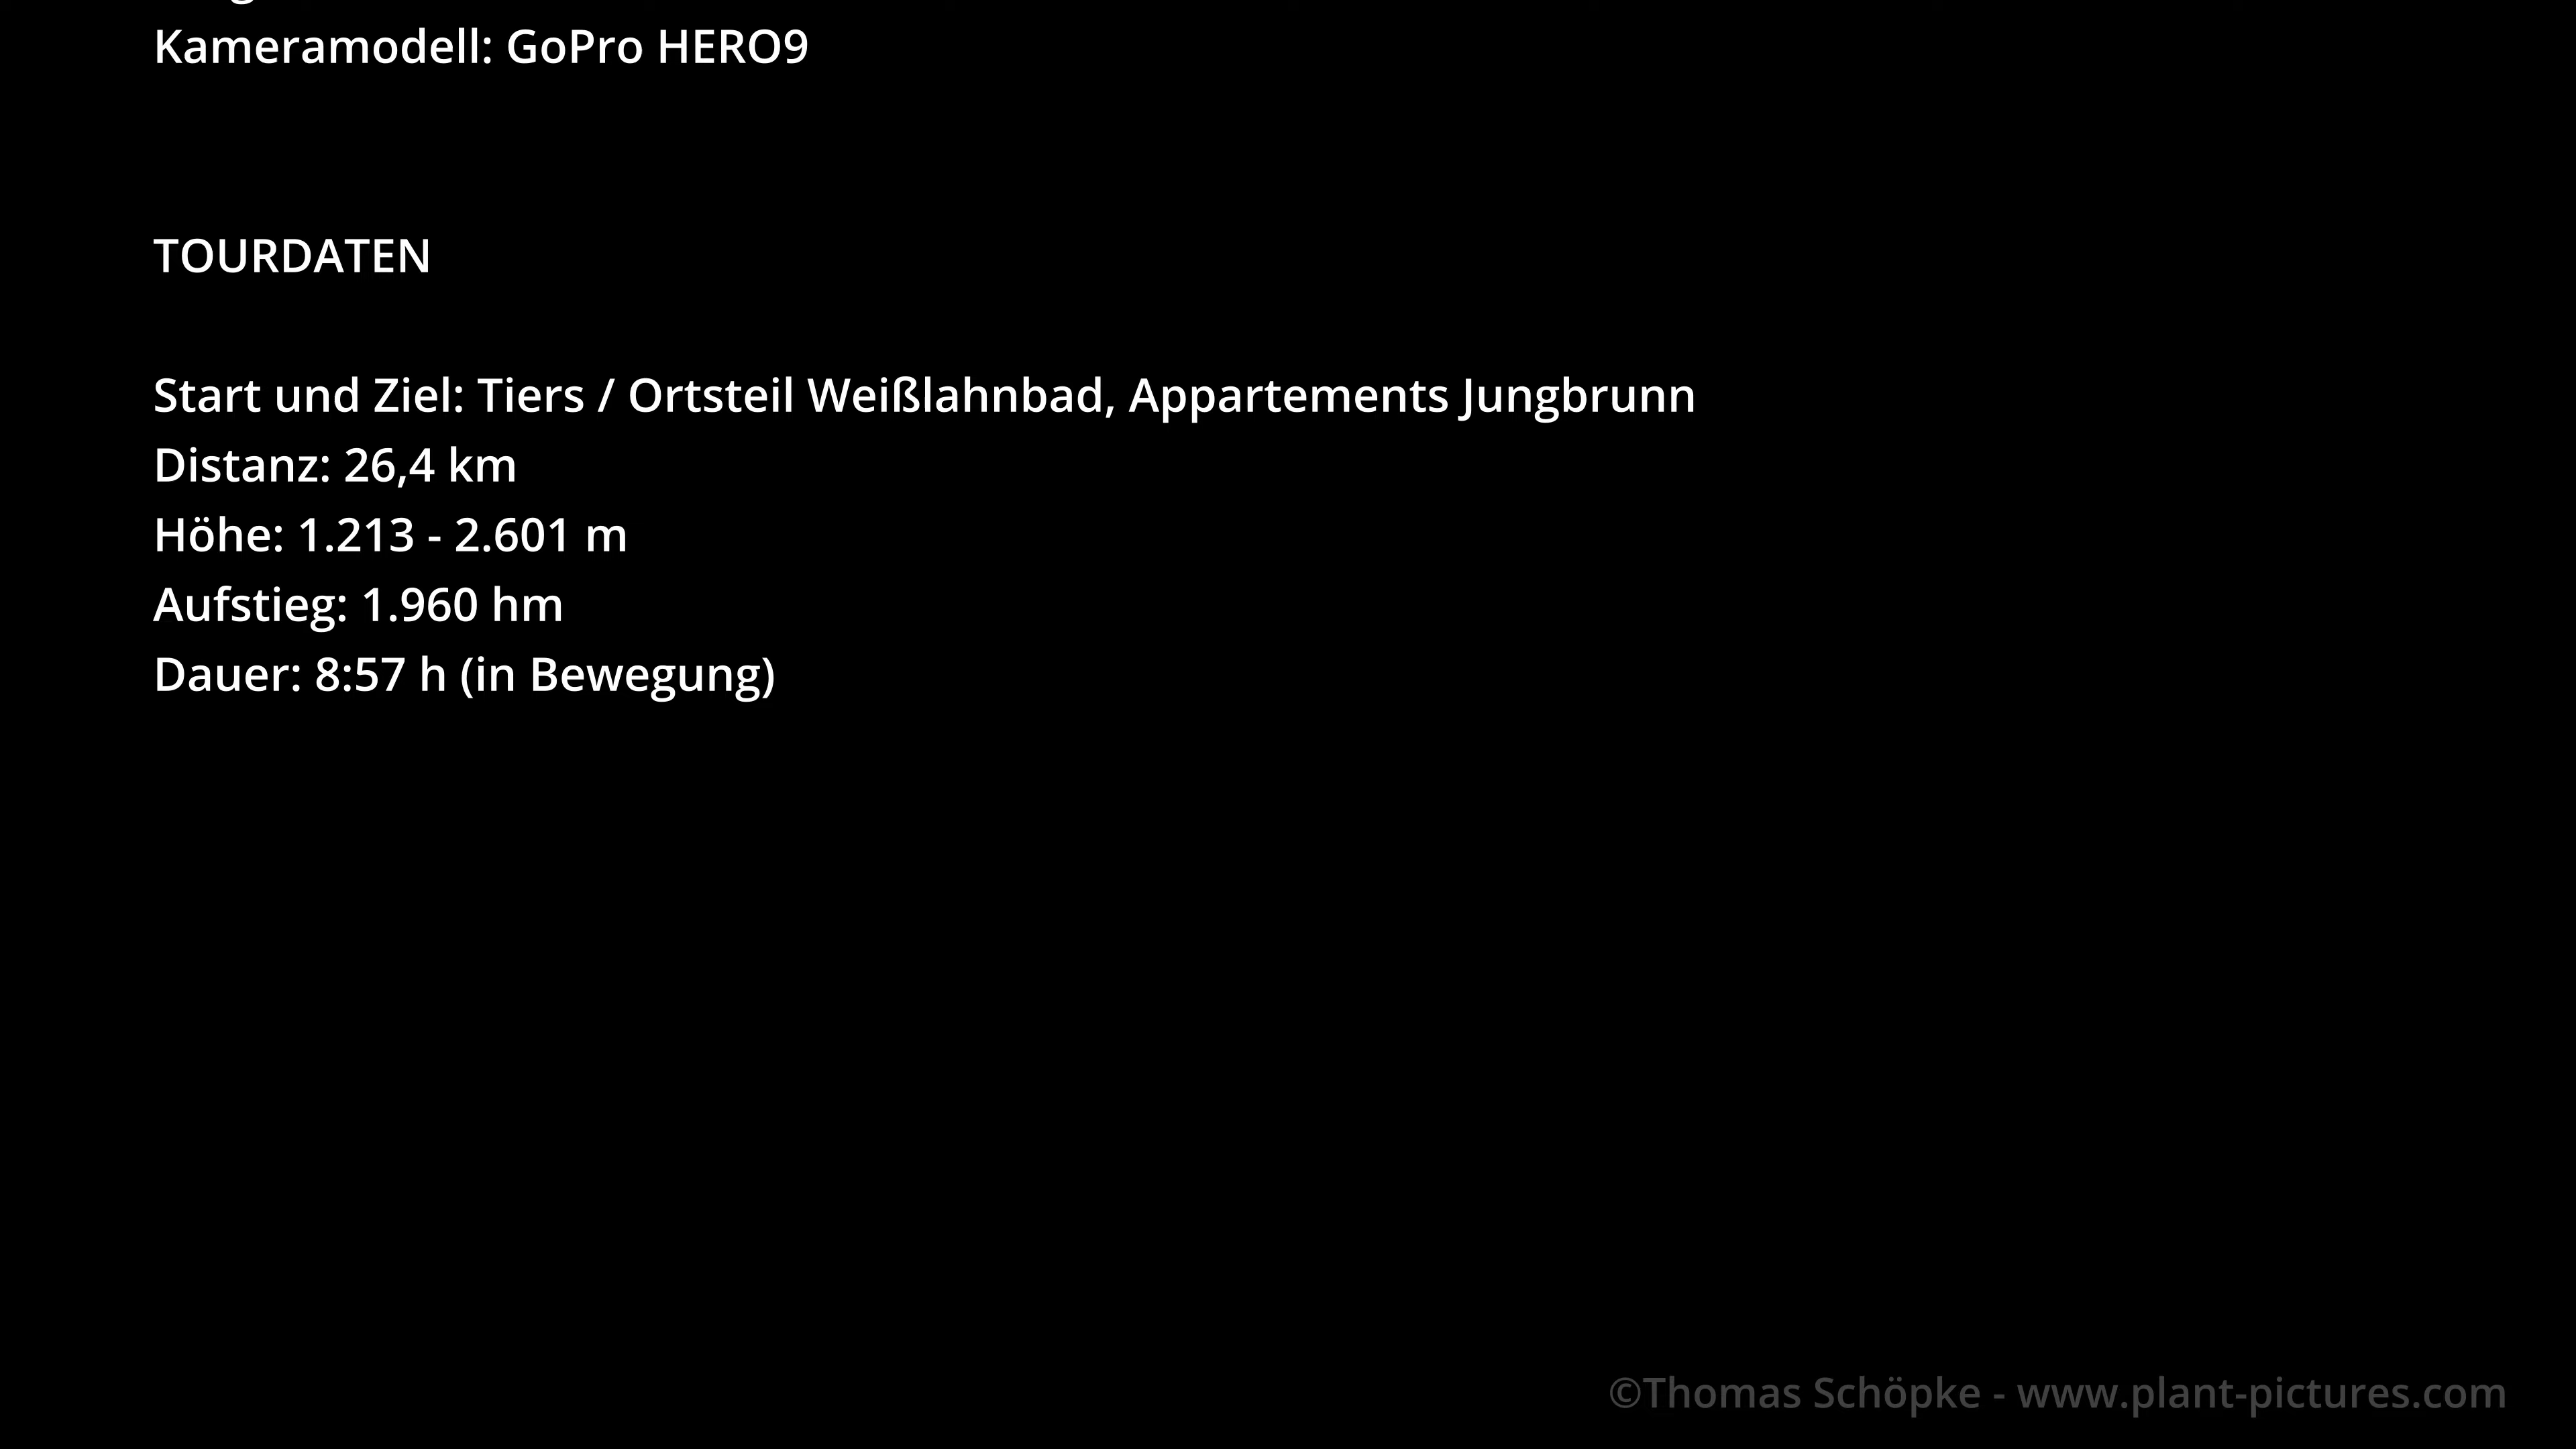 Kameramodell: GoPro HERO9
TOURDATEN
Start und Ziel: Tiers / Ortsteil Weißlahnbad, Appartements Jungbrunn
Distanz: 26,4 km
Höhe: 1.213 - 2.601 m
Aufstieg: 1.960 hm
Dauer: 8:57 h (in Bewegung)
©Thomas Schöpke - www.plant-pictures.com